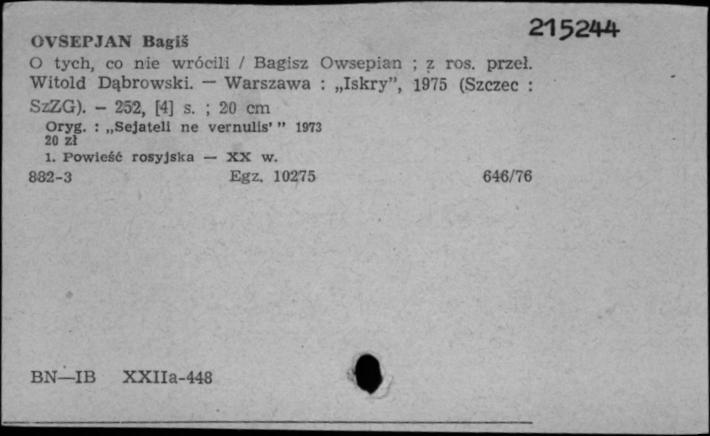 215244
OVSEPJAN Bagiš
O tych, co nie wrócili / Bagisz Owsepian ; z ros. przeł.
Witold Dąbrowski. — Warszawa : „Iskry”, 1975 (Szczec :
SzZG). — 252, [4] s. ; 20 cm
Oryg. : „Sejateli ne vernulis’ ” 1973
20 zł
1. Powieść rosyjska — XX w.
882-3 Egz. 10275 646/76
BN—IB XXIIa-448